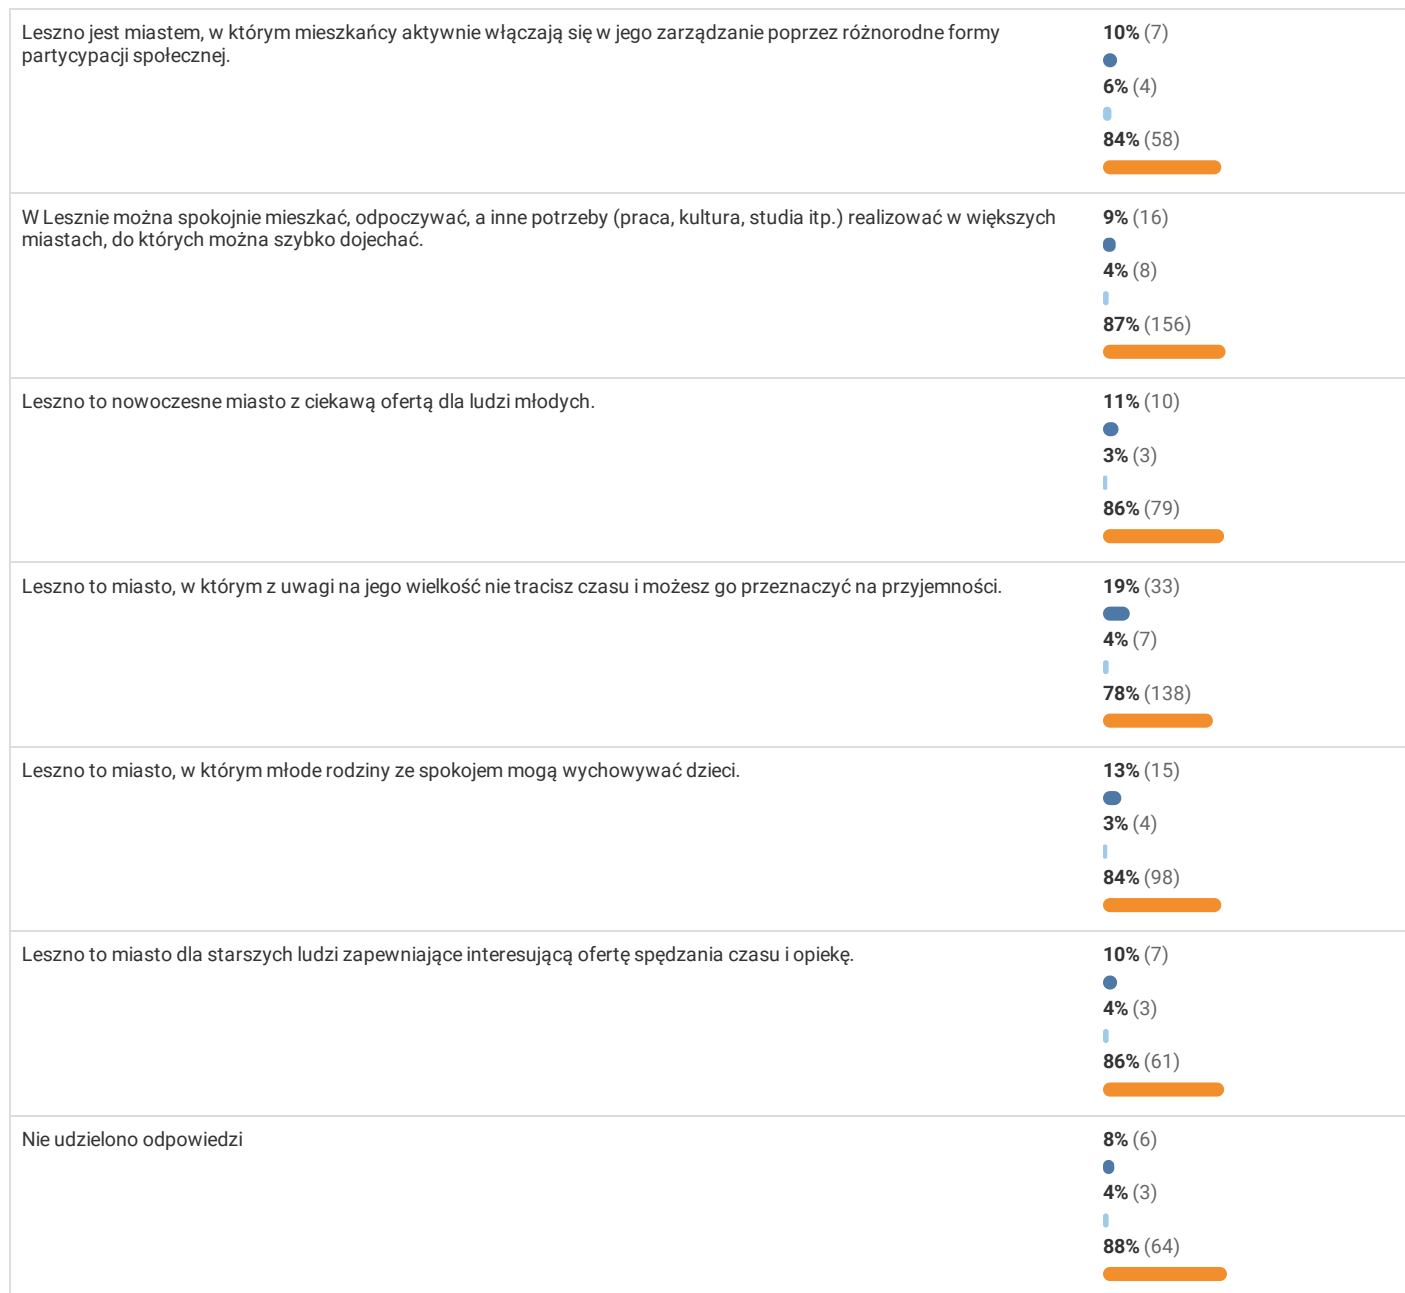 Leszno jest miastem, w którym mieszkańcy aktywnie włączają się w jego zarządzanie poprzez różnorodne formy
partycypacji społecznej.
10% (7)
6% (4)
84% (58)
W Lesznie można spokojnie mieszkać, odpoczywać, a inne potrzeby (praca, kultura, studia itp.) realizować w większych
miastach, do których można szybko dojechać.
9% (16)
4% (8)
87% (156)
Leszno to nowoczesne miasto z ciekawą ofertą dla ludzi młodych.
11% (10)
3% (3)
86% (79)
Leszno to miasto, w którym z uwagi na jego wielkość nie tracisz czasu i możesz go przeznaczyć na przyjemności.
19% (33)
4% (7)
78% (138)
Leszno to miasto, w którym młode rodziny ze spokojem mogą wychowywać dzieci.
13% (15)
3% (4)
84% (98)
Leszno to miasto dla starszych ludzi zapewniające interesującą ofertę spędzania czasu i opiekę.
10% (7)
4% (3)
86% (61)
Nie udzielono odpowiedzi
8% (6)
4% (3)
88% (64)